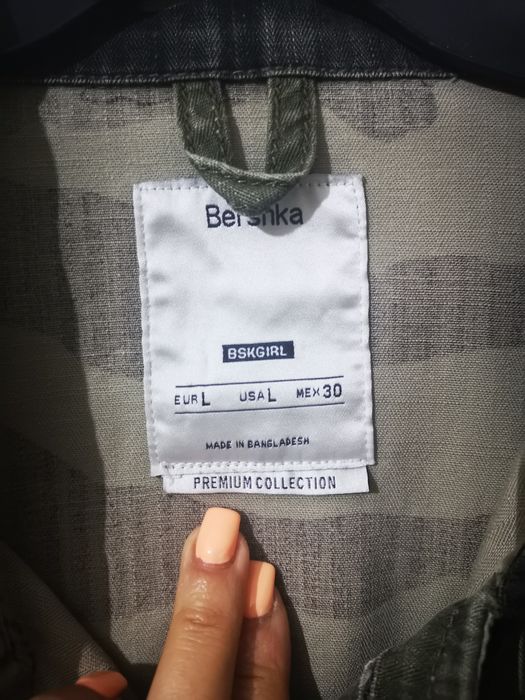 Bershka
BSKGIRL
EUR L USA L MEX 30
MADE IN BANGLADESH
PREMIUM COLLECTION